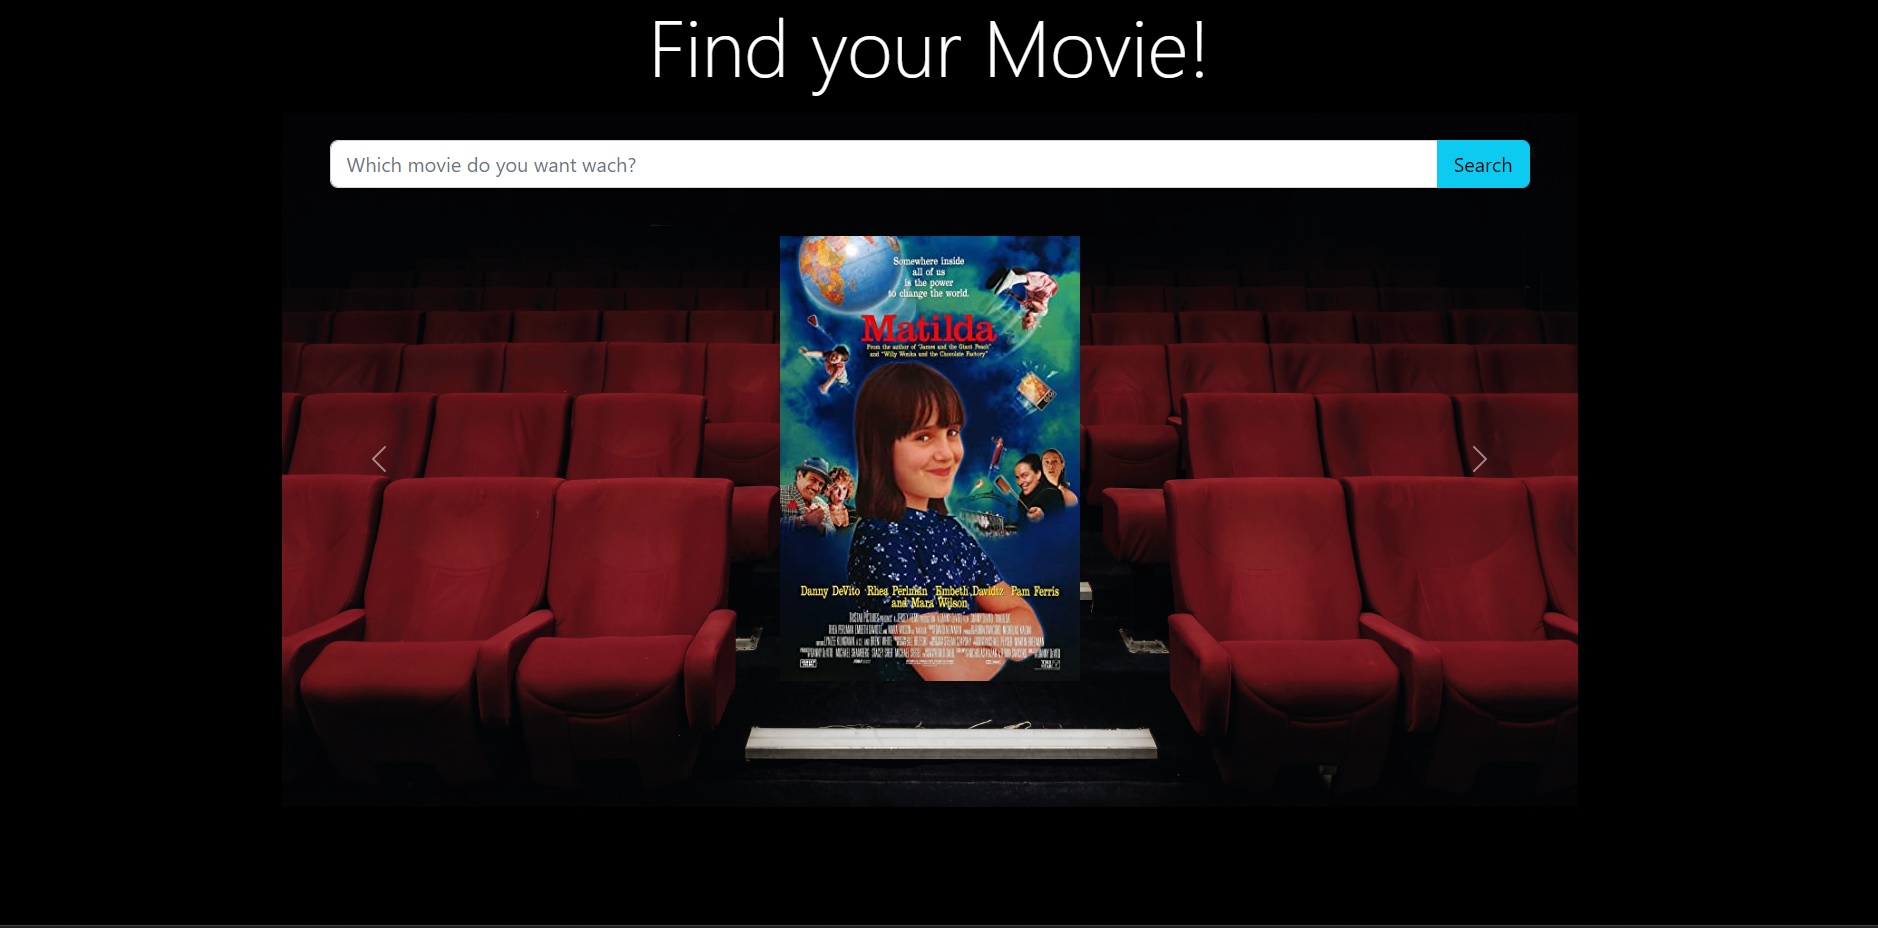 Find your Movie!
Which movie do you want wach?
Search
Somewhere inside
all of us
is the power
to change the world.
Matilda
From the author of "James and the Giant Peach"
and "Willy Wonka and the Chocolate Factory"
Danny DeVito Rhea Perlman Embeth Davidtz Pam Ferris
and Mara Wilson